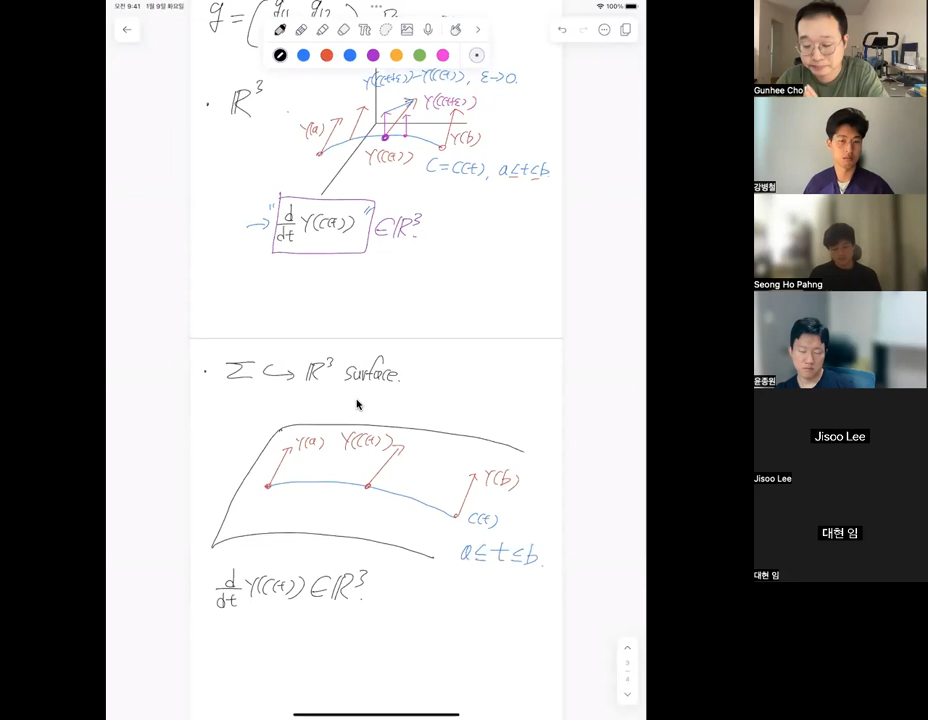 오전 9:41 1월 9일 화요일
100%
g = ( g11 g12
Y(C(t+ε))-Y(C(t)), ε→0.
· ℝ³
Y(a)
Y(C(t+ε))
Y(b)
Y(C(t))
C=C(t), a≤t≤b
→ " d/dt Y(C(t)) " ∈ℝ³
· Σ ↪ ℝ³ surface.
Y(a) Y(C(t))
Y(b)
C(t)
a≤t≤b.
d/dt Y(C(t)) ∈ℝ³
3
4
Gunhee Cho
강병철
Seong Ho Pahng
윤종원
Jisoo Lee
Jisoo Lee
대현 임
대현 임